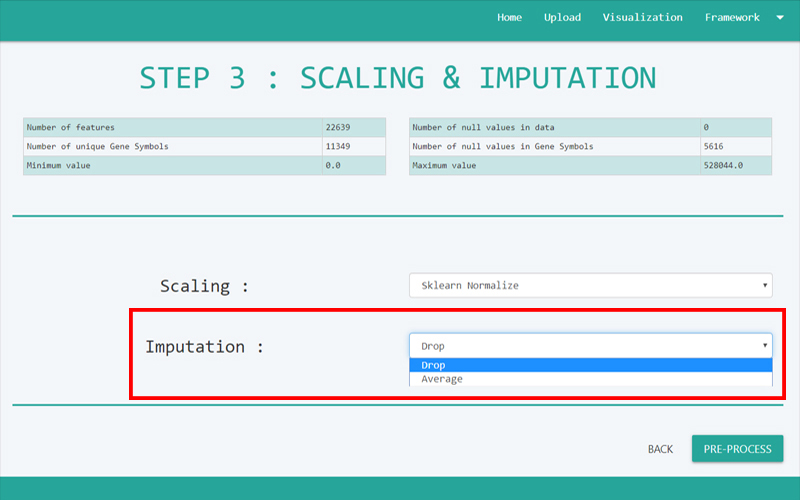 Home Upload Visualization Framework
STEP 3 : SCALING & IMPUTATION
Number of features 22639
Number of unique Gene Symbols 11349
Minimum value 0.0
Number of null values in data 0
Number of null values in Gene Symbols 5616
Maximum value 528044.0
Scaling : Sklearn Normalize
Imputation : Drop
Drop
Average
BACK PRE-PROCESS